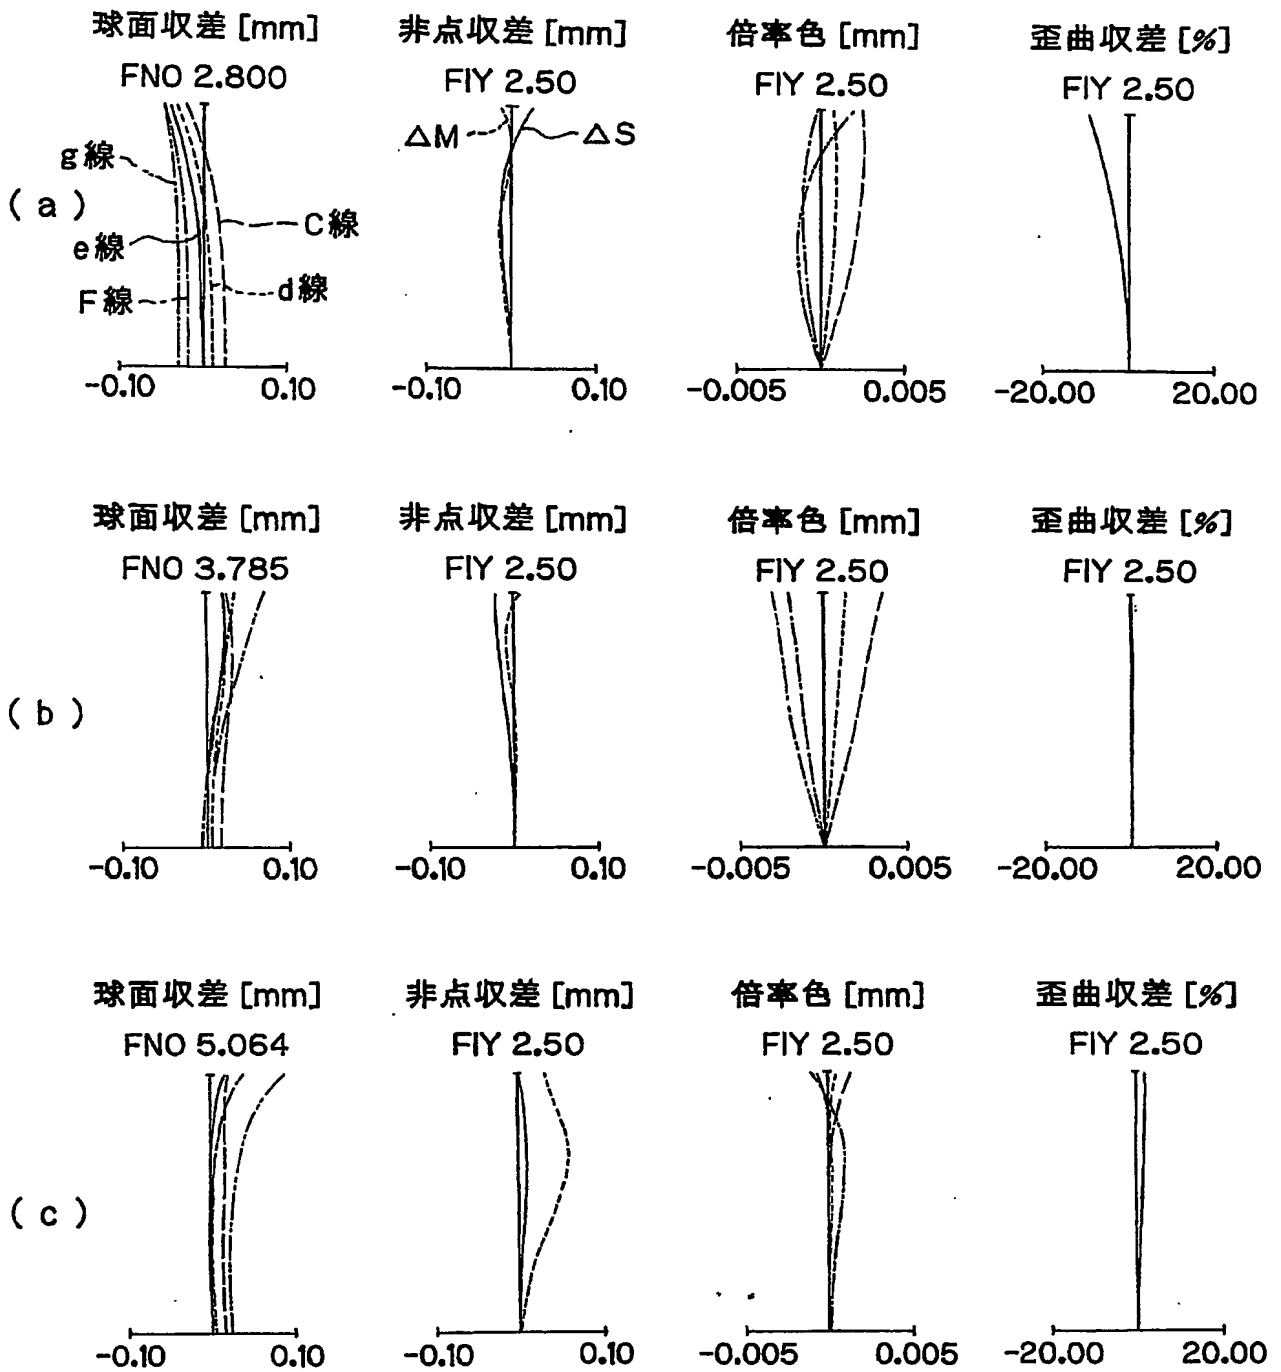 球面収差 [mm]
非点収差 [mm]
倍率色 [mm]
歪曲収差 [%]
FNO 2.800
FIY 2.50
FIY 2.50
FIY 2.50
(a)
g線
e線
F線
C線
d線
△M
△S
-0.10
0.10
-0.10
0.10
-0.005
0.005
-20.00
20.00
球面収差 [mm]
非点収差 [mm]
倍率色 [mm]
歪曲収差 [%]
FNO 3.785
FIY 2.50
FIY 2.50
FIY 2.50
(b)
-0.10
0.10
-0.10
0.10
-0.005
0.005
-20.00
20.00
球面収差 [mm]
非点収差 [mm]
倍率色 [mm]
歪曲収差 [%]
FNO 5.064
FIY 2.50
FIY 2.50
FIY 2.50
(c)
-0.10
0.10
-0.10
0.10
-0.005
0.005
-20.00
20.00